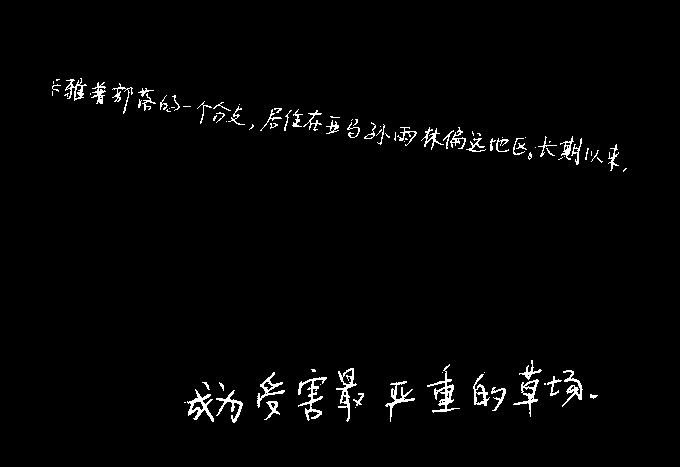 卡雅著部落的一个分支,居住在亚马孙雨林偏远地区。长期以来,
成为受害最严重的草场.